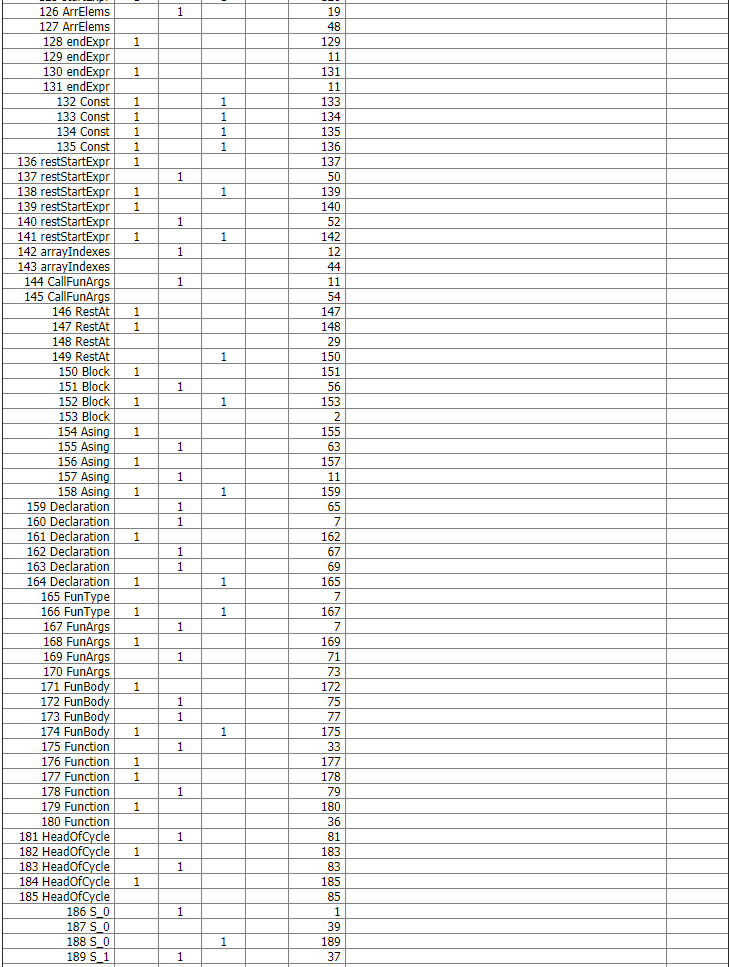 126 ArrElems 1 19
127 ArrElems 48
128 endExpr 1 129
129 endExpr 11
130 endExpr 1 131
131 endExpr 11
132 Const 1 1 133
133 Const 1 1 134
134 Const 1 1 135
135 Const 1 1 136
136 restStartExpr 1 137
137 restStartExpr 1 50
138 restStartExpr 1 1 139
139 restStartExpr 1 140
140 restStartExpr 1 52
141 restStartExpr 1 1 142
142 arrayIndexes 1 12
143 arrayIndexes 44
144 CallFunArgs 1 11
145 CallFunArgs 54
146 RestAt 1 147
147 RestAt 1 148
148 RestAt 29
149 RestAt 1 150
150 Block 1 151
151 Block 1 56
152 Block 1 1 153
153 Block 2
154 Asing 1 155
155 Asing 1 63
156 Asing 1 157
157 Asing 1 11
158 Asing 1 1 159
159 Declaration 1 65
160 Declaration 1 7
161 Declaration 1 162
162 Declaration 1 67
163 Declaration 1 69
164 Declaration 1 1 165
165 FunType 7
166 FunType 1 1 167
167 FunArgs 1 7
168 FunArgs 1 169
169 FunArgs 1 71
170 FunArgs 73
171 FunBody 1 172
172 FunBody 1 75
173 FunBody 1 77
174 FunBody 1 1 175
175 Function 1 33
176 Function 1 177
177 Function 1 178
178 Function 1 79
179 Function 1 180
180 Function 36
181 HeadOfCycle 1 81
182 HeadOfCycle 1 183
183 HeadOfCycle 1 83
184 HeadOfCycle 1 185
185 HeadOfCycle 85
186 S_0 1 1
187 S_0 39
188 S_0 1 189
189 S_1 1 37